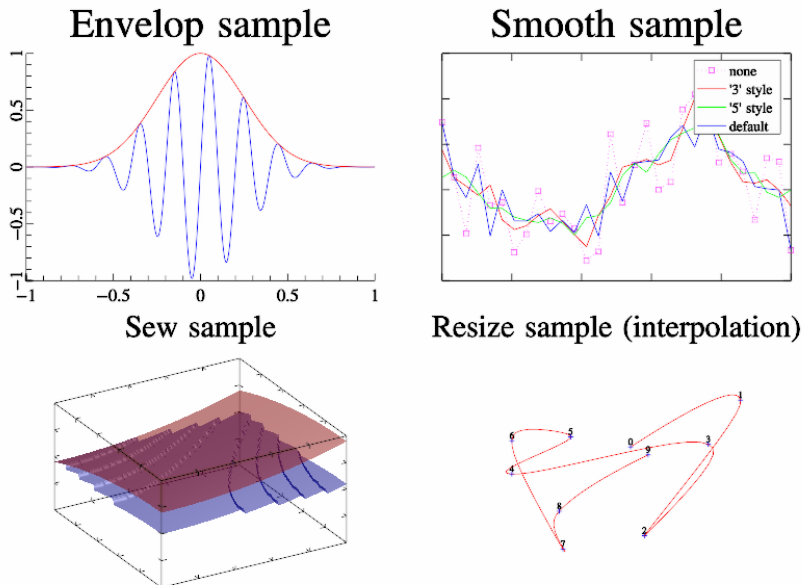 Envelop sample
Smooth sample
1
0.5
0
−0.5
−1
−1
−0.5
0
0.5
1
none
'3' style
'5' style
default
Sew sample
Resize sample (interpolation)
1
6
5
3
0
9
4
8
2
7